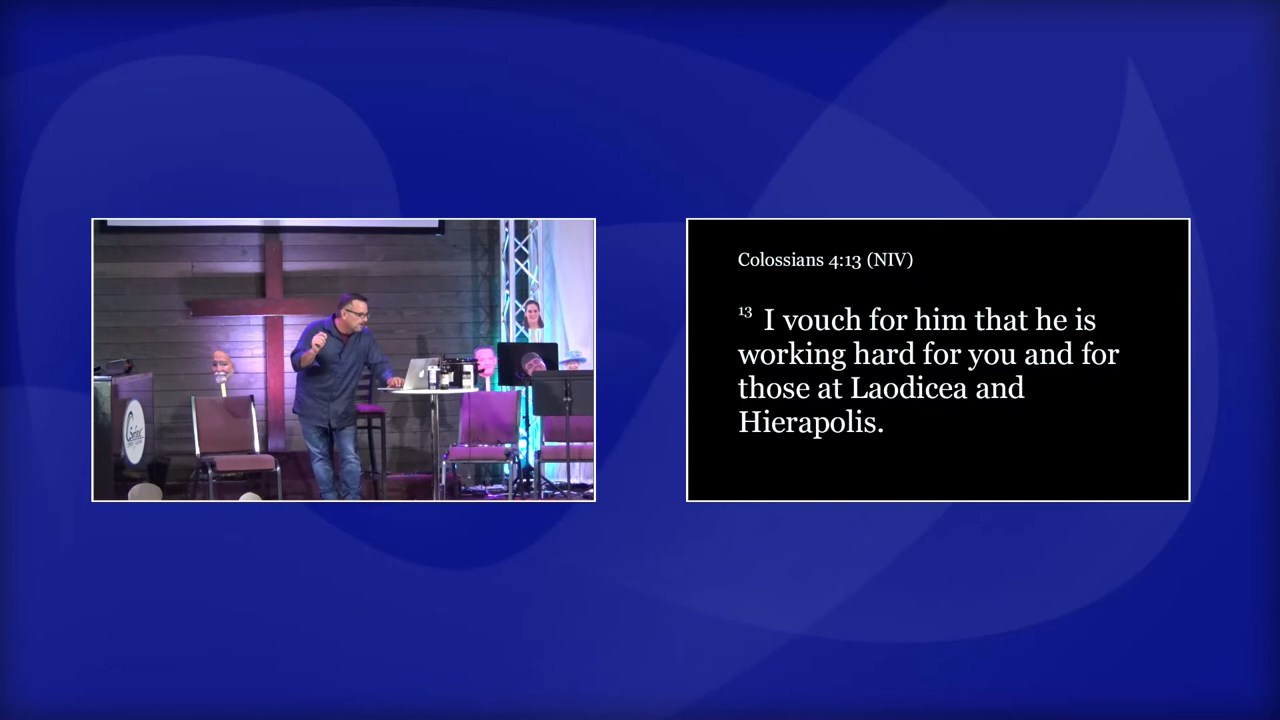 Colossians 4:13 (NIV)
13 I vouch for him that he is
working hard for you and for
those at Laodicea and
Hierapolis.